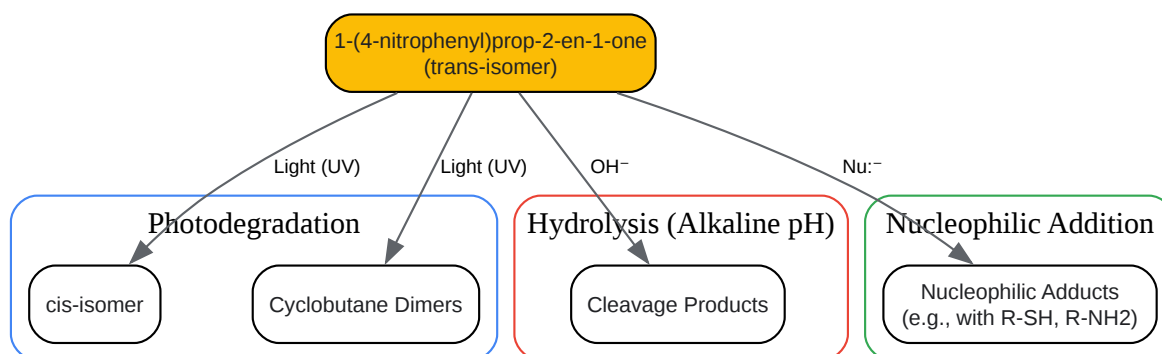 1-(4-nitrophenyl)prop-2-en-1-one
(trans-isomer)
Light (UV)
Light (UV)
OH⁻
Nu:⁻
Photodegradation
Hydrolysis (Alkaline pH)
Nucleophilic Addition
cis-isomer
Cyclobutane Dimers
Cleavage Products
Nucleophilic Adducts
(e.g., with R-SH, R-NH2)